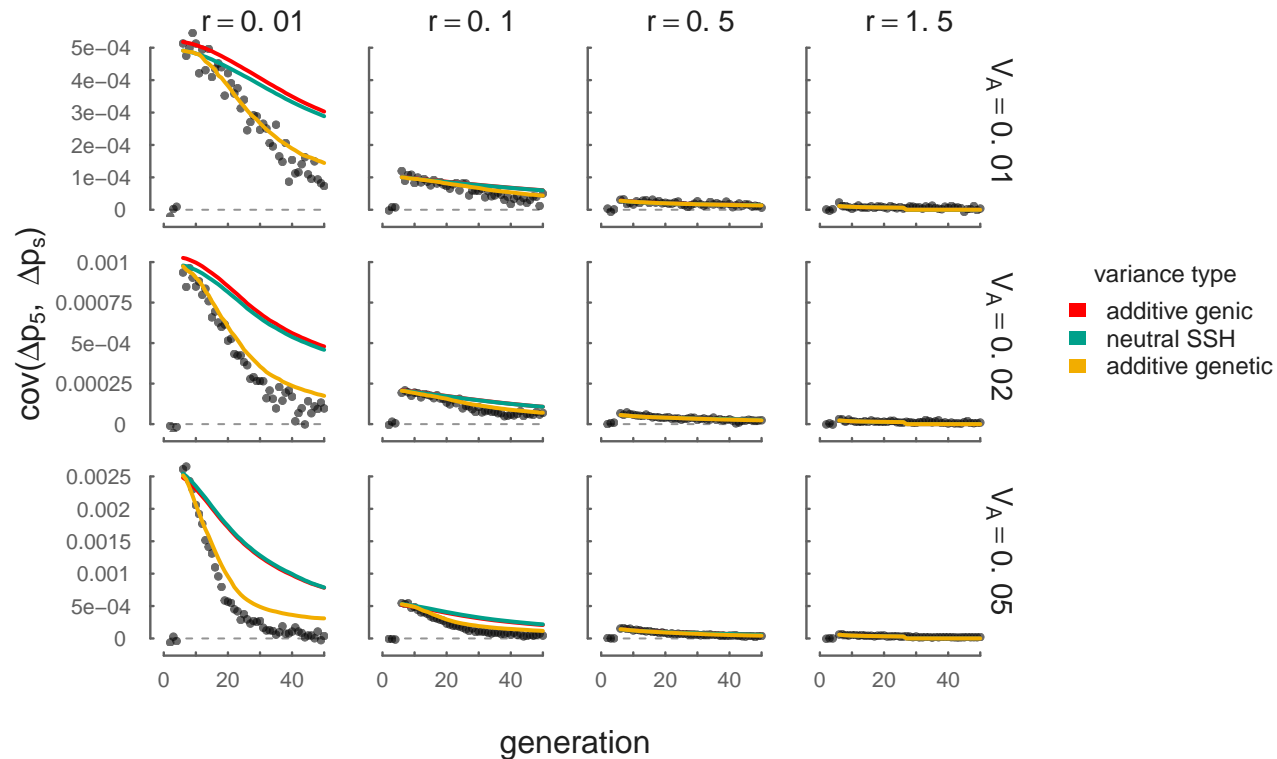 r = 0. 01
r = 0. 1
r = 0. 5
r = 1. 5
5e−04
4e−04
3e−04
2e−04
1e−04
0
V_A = 0. 01
0 20 40
0 20 40
0 20 40
0 20 40
cov(Δp_5, Δp_s)
0.001
0.00075
5e−04
0.00025
0
V_A = 0. 02
variance type
additive genic
neutral SSH
additive genetic
0.0025
0.002
0.0015
0.001
5e−04
0
V_A = 0. 05
generation